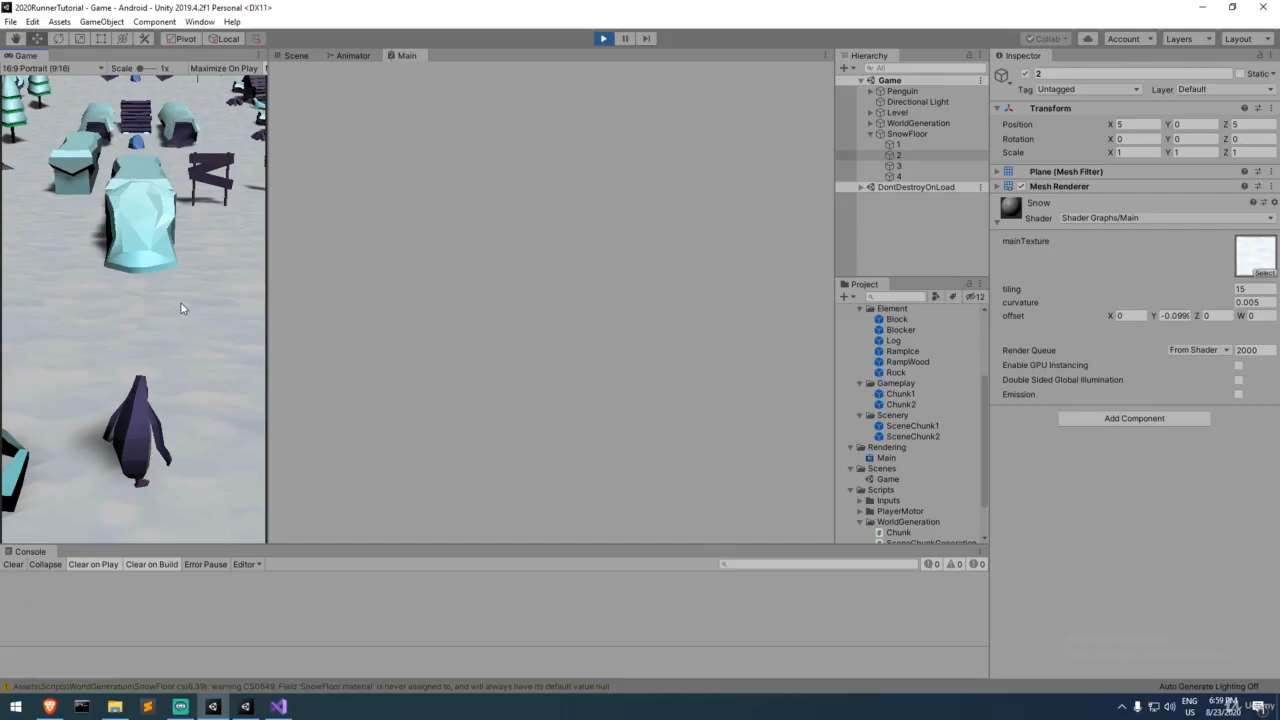 2020RunnerTutorial - Game - Android - Unity 2019.4.2f1 Personal <DX11>
File Edit Assets GameObject Component Window Help
Pivot Local Collab Account Layers Layout
Game Scene Animator Main Hierarchy Inspector
16:9 Portrait (9:16) Scale 1x Maximize On Play
All
Game
Penguin
Directional Light
Level
WorldGeneration
SnowFloor
1
2
3
4
DontDestroyOnLoad
Project
12
Element
Block
Blocker
Log
RampIce
RampWood
Rock
Gameplay
Chunk1
Chunk2
Scenery
SceneChunk1
SceneChunk2
Rendering
Main
Scenes
Game
Scripts
Inputs
PlayerMotor
WorldGeneration
Chunk
SceneChunkGeneration
2 Static
Tag Untagged Layer Default
Transform
Position X 5 Y 0 Z 5
Rotation X 0 Y 0 Z 0
Scale X 1 Y 1 Z 1
Plane (Mesh Filter)
Mesh Renderer
Snow
Shader Shader Graphs/Main
mainTexture
Select
tiling 15
curvature 0.005
offset X 0 Y -0.099 Z 0 W 0
Render Queue From Shader 2000
Enable GPU Instancing
Double Sided Global Illumination
Emission
Add Component
Console
Clear Collapse Clear on Play Clear on Build Error Pause Editor 0 0 0
Assets\Scripts\WorldGeneration\SnowFloor.cs(6,39): warning CS0649: Field 'SnowFloor.material' is never assigned to, and will always have its default value null
Auto Generate Lighting Off
ENG
US
6:59 PM
8/23/2020
Udemy